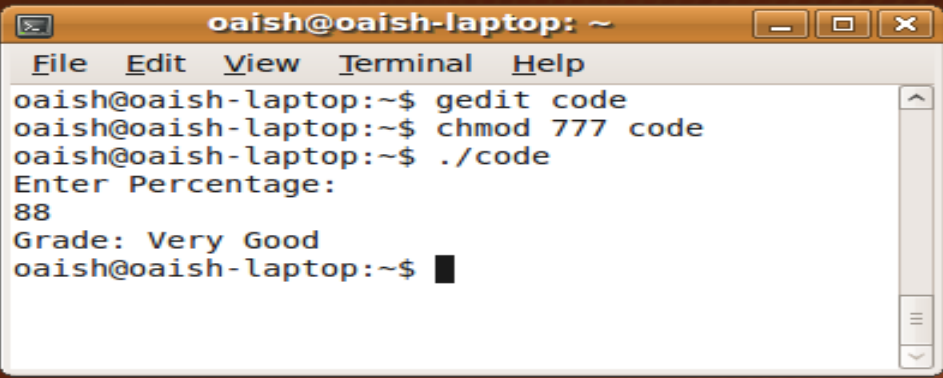 oaish@oaish-laptop: ~
File Edit View Terminal Help
oaish@oaish-laptop:~$ gedit code
oaish@oaish-laptop:~$ chmod 777 code
oaish@oaish-laptop:~$ ./code
Enter Percentage:
88
Grade: Very Good
oaish@oaish-laptop:~$